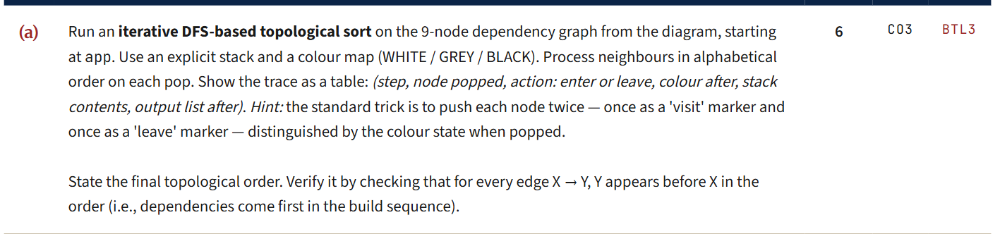 (a) Run an iterative DFS-based topological sort on the 9-node dependency graph from the diagram, starting 6 CO3 BTL3
at app. Use an explicit stack and a colour map (WHITE / GREY / BLACK). Process neighbours in alphabetical
order on each pop. Show the trace as a table: (step, node popped, action: enter or leave, colour after, stack
contents, output list after). Hint: the standard trick is to push each node twice — once as a 'visit' marker and
once as a 'leave' marker — distinguished by the colour state when popped.
State the final topological order. Verify it by checking that for every edge X → Y, Y appears before X in the
order (i.e., dependencies come first in the build sequence).